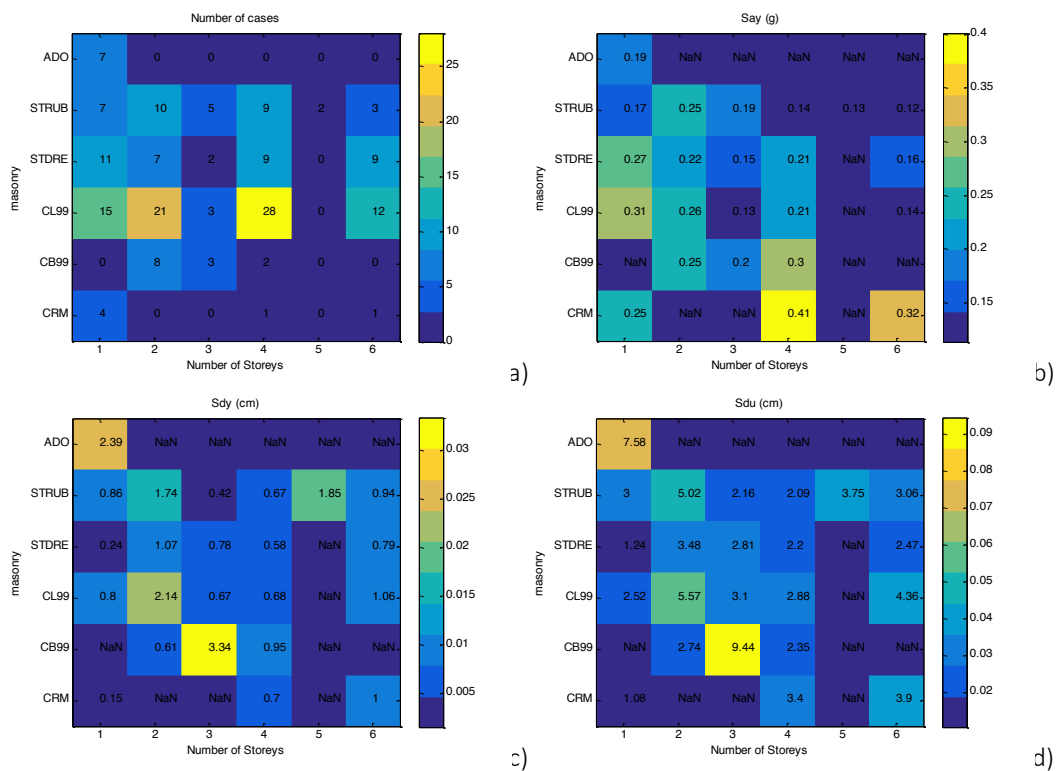 Number of cases
ADO 7 0 0 0 0 0
STRUB 7 10 5 9 2 3
STDRE 11 7 2 9 0 9
CL99 15 21 3 28 0 12
CB99 0 8 3 2 0 0
CRM 4 0 0 1 0 1
masonry
1 2 3 4 5 6
Number of Storeys
25
20
15
10
5
0
a)
Say (g)
ADO 0.19 NaN NaN NaN NaN NaN
STRUB 0.17 0.25 0.19 0.14 0.13 0.12
STDRE 0.27 0.22 0.15 0.21 NaN 0.16
CL99 0.31 0.26 0.13 0.21 NaN 0.14
CB99 NaN 0.25 0.2 0.3 NaN NaN
CRM 0.25 NaN NaN 0.41 NaN 0.32
masonry
1 2 3 4 5 6
Number of Storeys
0.4
0.35
0.3
0.25
0.2
0.15
b)
Sdy (cm)
ADO 2.39 NaN NaN NaN NaN NaN
STRUB 0.86 1.74 0.42 0.67 1.85 0.94
STDRE 0.24 1.07 0.78 0.58 NaN 0.79
CL99 0.8 2.14 0.67 0.68 NaN 1.06
CB99 NaN 0.61 3.34 0.95 NaN NaN
CRM 0.15 NaN NaN 0.7 NaN 1
masonry
1 2 3 4 5 6
Number of Storeys
0.03
0.025
0.02
0.015
0.01
0.005
c)
Sdu (cm)
ADO 7.58 NaN NaN NaN NaN NaN
STRUB 3 5.02 2.16 2.09 3.75 3.06
STDRE 1.24 3.48 2.81 2.2 NaN 2.47
CL99 2.52 5.57 3.1 2.88 NaN 4.36
CB99 NaN 2.74 9.44 2.35 NaN NaN
CRM 1.08 NaN NaN 3.4 NaN 3.9
masonry
1 2 3 4 5 6
Number of Storeys
0.09
0.08
0.07
0.06
0.05
0.04
0.03
0.02
d)